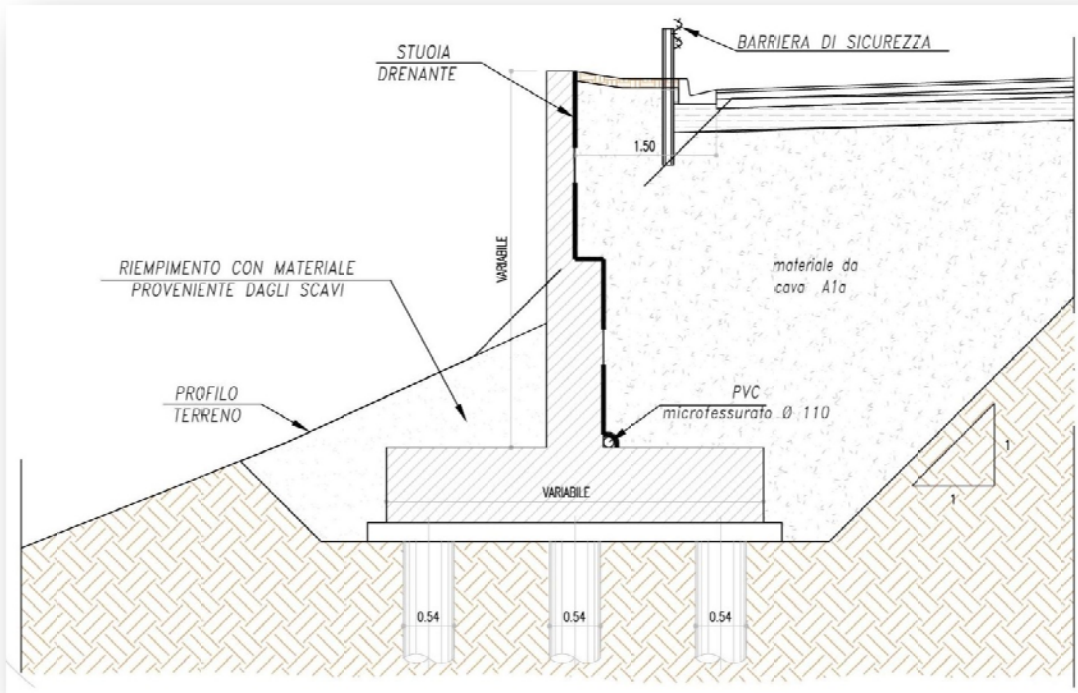 BARRIERA DI SICUREZZA
STUOIA
DRENANTE
1.50
VARIABILE
RIEMPIMENTO CON MATERIALE
PROVENIENTE DAGLI SCAVI
materiale da
cava A1a
PROFILO
TERRENO
PVC
microfessurato Ø 110
1
1
VARIABILE
0.54
0.54
0.54